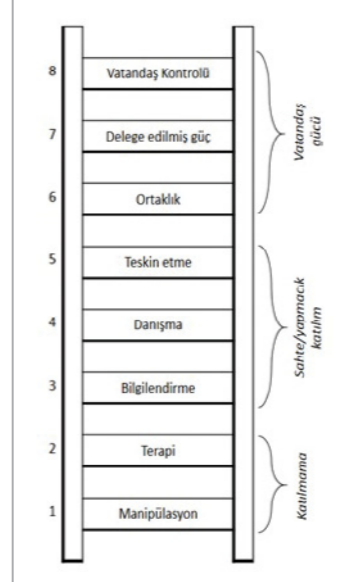 8 Vatandaş Kontrolü
7 Delege edilmiş güç
6 Ortaklık
Vatandaş
gücü
5 Teskin etme
4 Danışma
3 Bilgilendirme
Sahte/yapmacık
katılım
2 Terapi
1 Manipülasyon
Katılmama